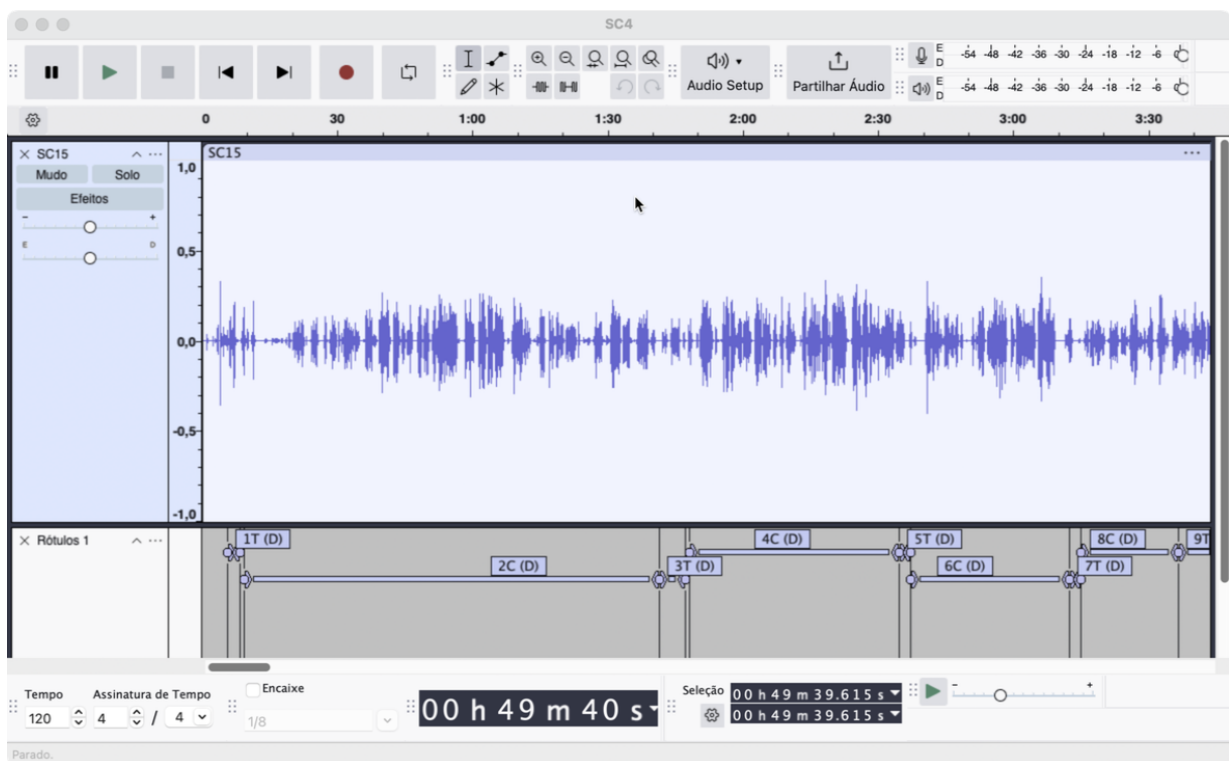 SC4
E D -54 -48 -42 -36 -30 -24 -18 -12 -6
Audio Setup Partilhar Áudio
E D -54 -48 -42 -36 -30 -24 -18 -12 -6
0 30 1:00 1:30 2:00 2:30 3:00 3:30
SC15
Mudo Solo
Efeitos
- +
E D
1,0
0,5
0,0
-0,5
-1,0
SC15
Rótulos 1
1T (D) 4C (D) 5T (D) 8C (D) 9T
2C (D) 3T (D) 6C (D) 7T (D)
Tempo Assinatura de Tempo Encaixe
120 4 / 4 1/8
00 h 49 m 40 s
Seleção 00 h 49 m 39.615 s
00 h 49 m 39.615 s
- +
Parado.